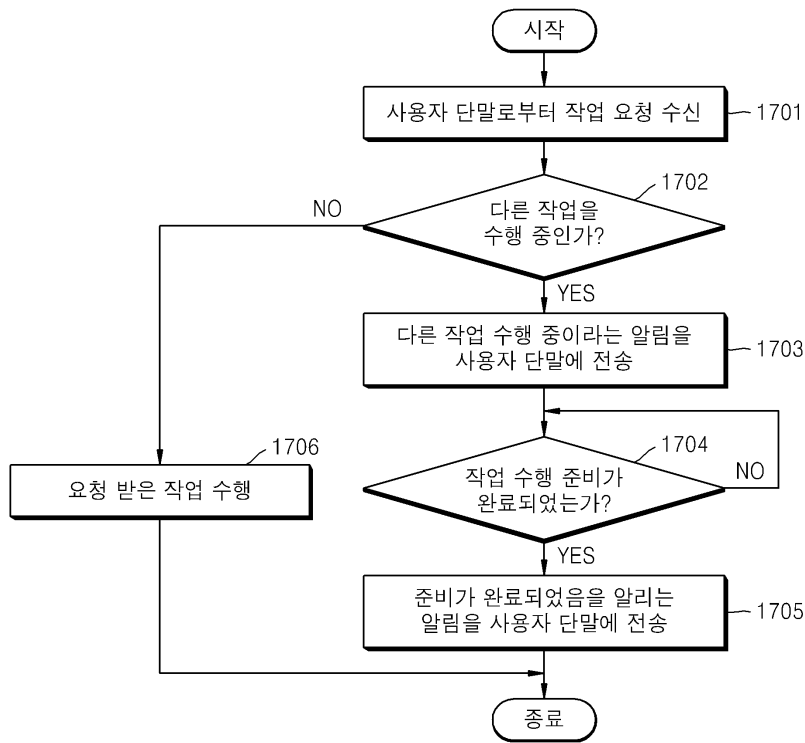 시작
사용자 단말로부터 작업 요청 수신
1701
1702
다른 작업을
수행 중인가?
NO
YES
다른 작업 수행 중이라는 알림을
사용자 단말에 전송
1703
1704
작업 수행 준비가
완료되었는가?
NO
1706
요청 받은 작업 수행
YES
준비가 완료되었음을 알리는
알림을 사용자 단말에 전송
1705
종료